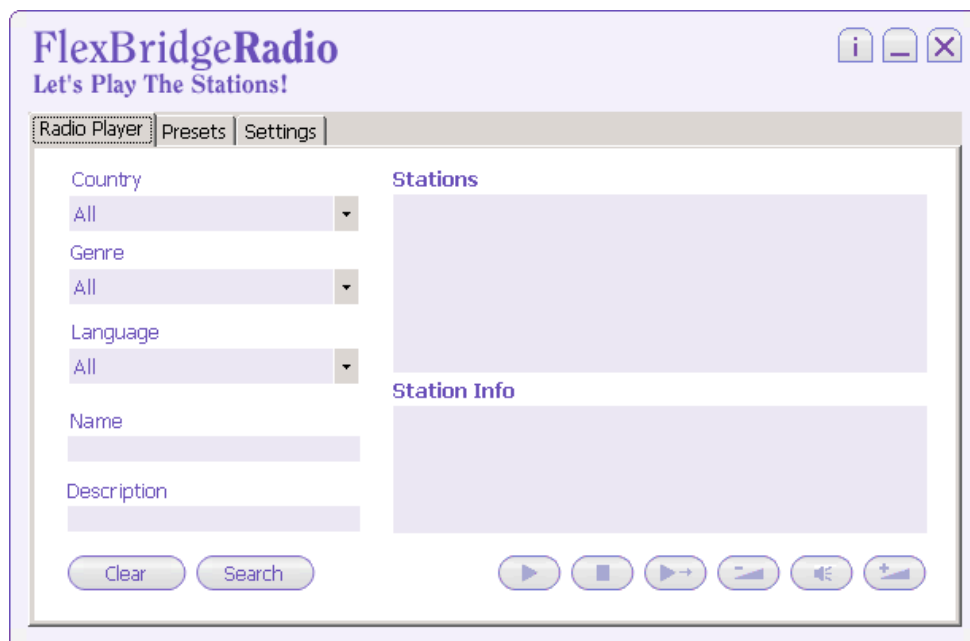 FlexBridgeRadio
Let's Play The Stations!
i
Radio Player Presets Settings
Country
All
Genre
All
Language
All
Name
Description
Clear Search
Stations
Station Info